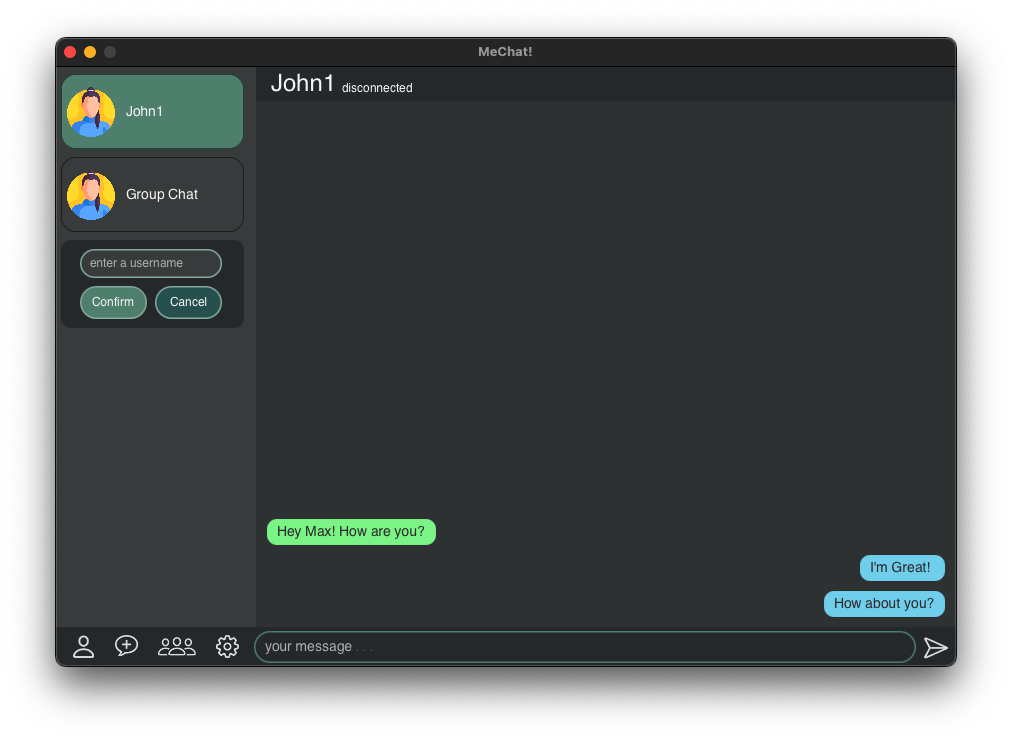 MeChat!
John1
Group Chat
enter a username
Confirm Cancel
John1 disconnected
Hey Max! How are you?
I'm Great!
How about you?
your message . . .